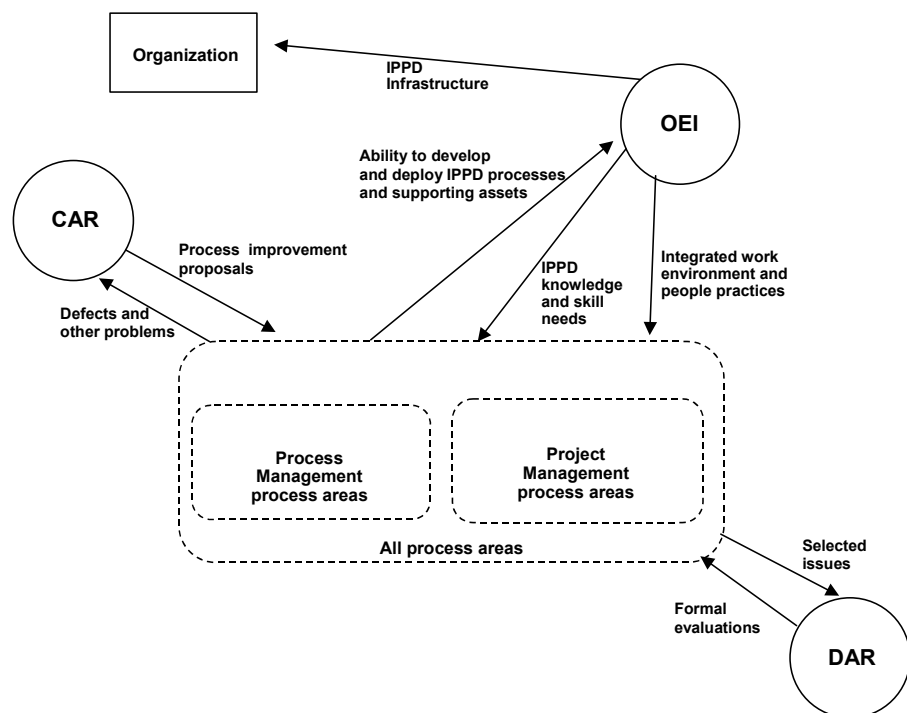 Organization
IPPD
Infrastructure
OEI
Ability to develop
and deploy IPPD processes
and supporting assets
CAR
Process improvement
proposals
Integrated work
environment and
people practices
IPPD
knowledge
and skill
needs
Defects and
other problems
Process
Management
process areas
Project
Management
process areas
All process areas
Selected
issues
Formal
evaluations
DAR